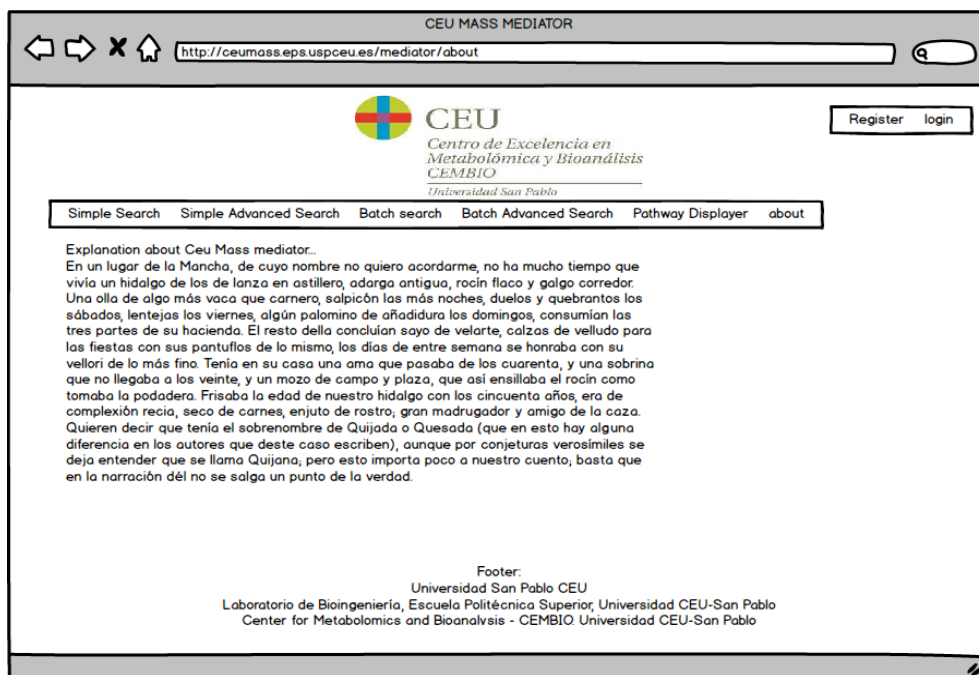 CEU MASS MEDIATOR
http://ceumass.eps.uspceu.es/mediator/about
CEU
Centro de Excelencia en
Metabolómica y Bioanálisis
CEMBIO
Universidad San Pablo
Register login
Simple Search Simple Advanced Search Batch search Batch Advanced Search Pathway Displayer about
Explanation about Ceu Mass mediator...
En un lugar de la Mancha, de cuyo nombre no quiero acordarme, no ha mucho tiempo que
vivía un hidalgo de los de lanza en astillero, adarga antigua, rocín flaco y galgo corredor.
Una olla de algo más vaca que carnero, salpicón las más noches, duelos y quebrantos los
sábados, lentejas los viernes, algún palomino de añadidura los domingos, consumían las
tres partes de su hacienda. El resto della concluían sayo de velarte, calzas de velludo para
las fiestas con sus pantuflos de lo mismo, los días de entre semana se honraba con su
vellori de lo más fino. Tenía en su casa una ama que pasaba de los cuarenta, y una sobrina
que no llegaba a los veinte, y un mozo de campo y plaza, que así ensillaba el rocín como
tomaba la podadera. Frisaba la edad de nuestro hidalgo con los cincuenta años, era de
complexión recia, seco de carnes, enjuto de rostro; gran madrugador y amigo de la caza.
Quieren decir que tenía el sobrenombre de Quijada o Quesada (que en esto hay alguna
diferencia en los autores que deste caso escriben), aunque por conjeturas verosímiles se
deja entender que se llama Quijana; pero esto importa poco a nuestro cuento; basta que
en la narración dél no se salga un punto de la verdad.
Footer:
Universidad San Pablo CEU
Laboratorio de Bioingeniería, Escuela Politécnica Superior, Universidad CEU-San Pablo
Center for Metabolomics and Bioanalysis - CEMBIO. Universidad CEU-San Pablo